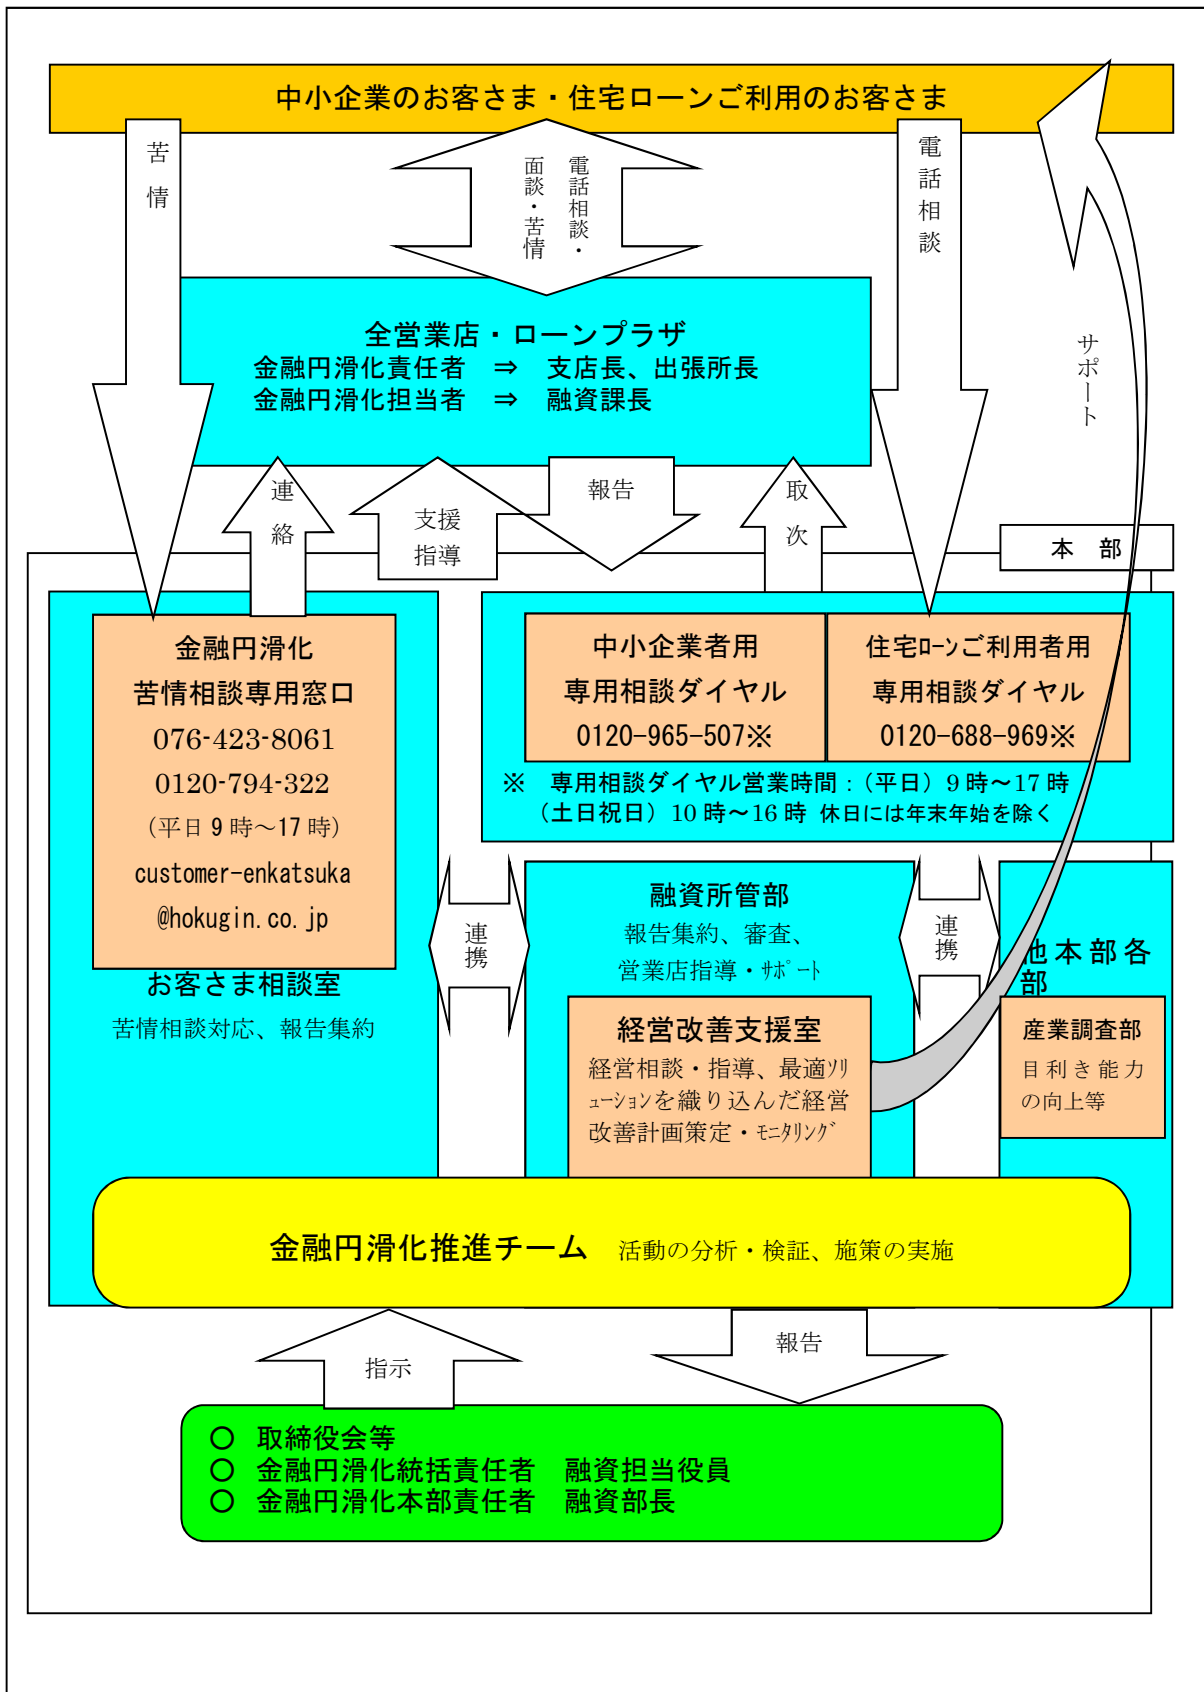 中小企業のお客さま・住宅ローンご利用のお客さま
苦情
電話相談・
面談・苦情
電話相談
全営業店・ローンプラザ
金融円滑化責任者　⇒　支店長、出張所長
金融円滑化担当者　⇒　融資課長
サポート
連絡
支援
指導
報告
取次
本　部
金融円滑化
苦情相談専用窓口
076-423-8061
0120-794-322
（平日 9 時～17 時）
customer-enkatsuka
@hokugin.co.jp
お客さま相談室
苦情相談対応、報告集約
中小企業者用
専用相談ダイヤル
0120-965-507※
住宅ﾛｰﾝご利用者用
専用相談ダイヤル
0120-688-969※
※　専用相談ダイヤル営業時間：（平日）9 時～17 時
（土日祝日）10 時～16 時 休日には年末年始を除く
連携
融資所管部
報告集約、審査、
営業店指導・ｻﾎﾟｰﾄ
連携
他本部各
部
経営改善支援室
経営相談・指導、最適ｿﾘ
ｭｰｼｮﾝを織り込んだ経営
改善計画策定・ﾓﾆﾀﾘﾝｸﾞ
産業調査部
目利き能力
の向上等
金融円滑化推進チーム　活動の分析・検証、施策の実施
指示
報告
○　取締役会等
○　金融円滑化統括責任者　融資担当役員
○　金融円滑化本部責任者　融資部長